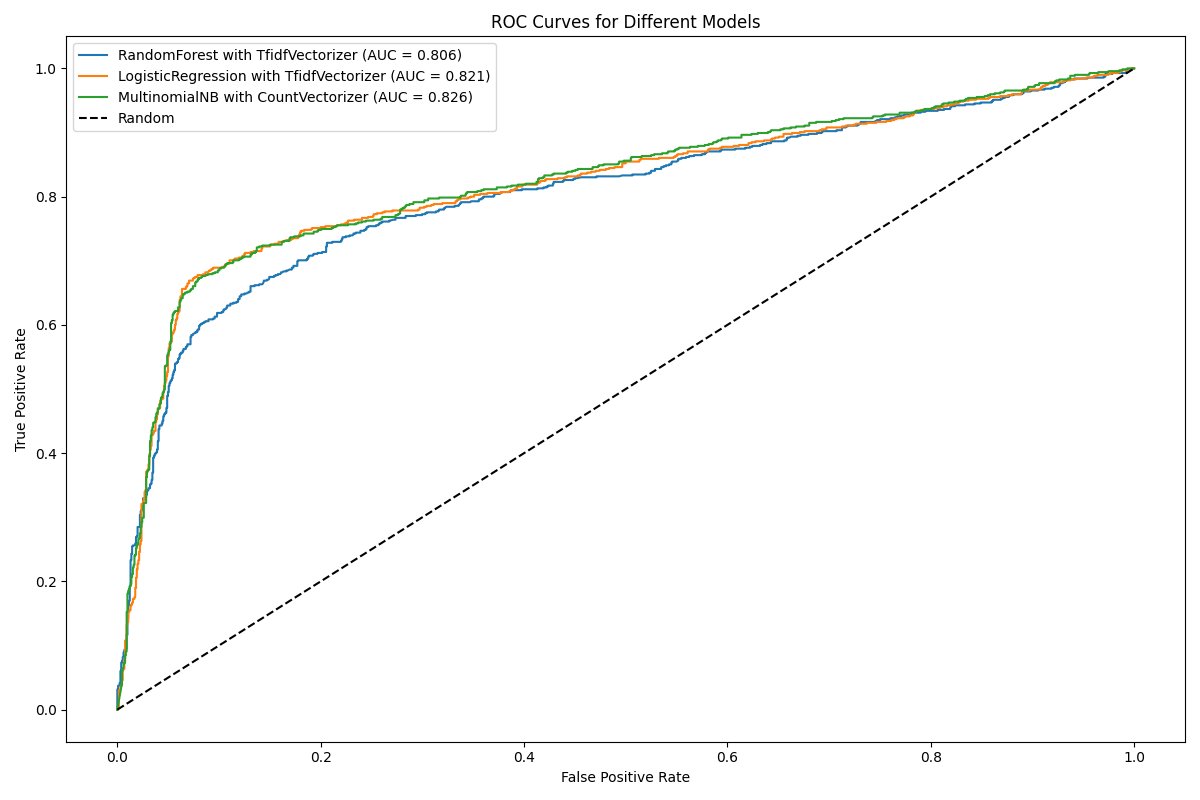 ROC Curves for Different Models
RandomForest with TfidfVectorizer (AUC = 0.806)
LogisticRegression with TfidfVectorizer (AUC = 0.821)
MultinomialNB with CountVectorizer (AUC = 0.826)
Random
True Positive Rate
1.0
0.8
0.6
0.4
0.2
0.0
0.0 0.2 0.4 0.6 0.8 1.0
False Positive Rate